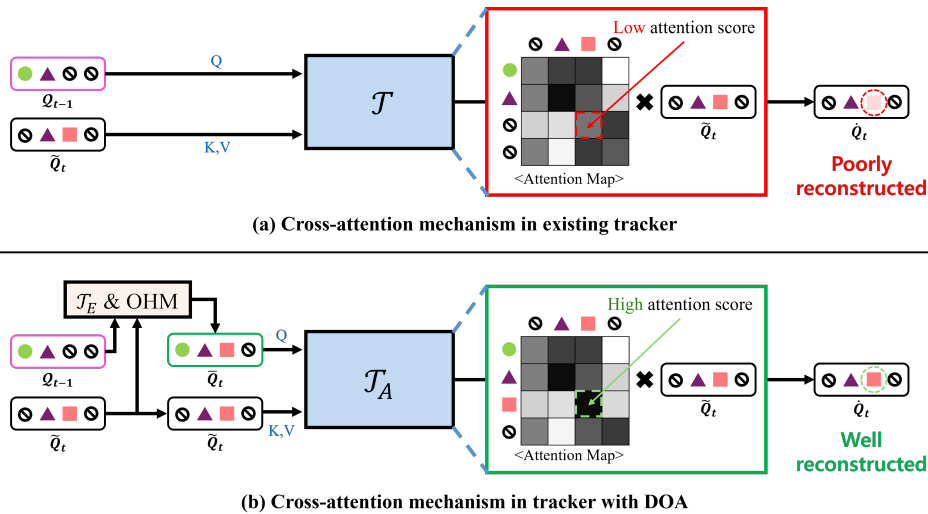 Q
Q_{t-1}
K,V
Q̃_t
𝒯
Low attention score
<Attention Map>
✖
Q̃_t
Q̇_t
Poorly
reconstructed
(a) Cross-attention mechanism in existing tracker
𝒯_E & OHM
Q_{t-1}
Q̃_t
Q̅_t
Q
Q̃_t
K,V
𝒯_A
High attention score
<Attention Map>
✖
Q̃_t
Q̇_t
Well
reconstructed
(b) Cross-attention mechanism in tracker with DOA